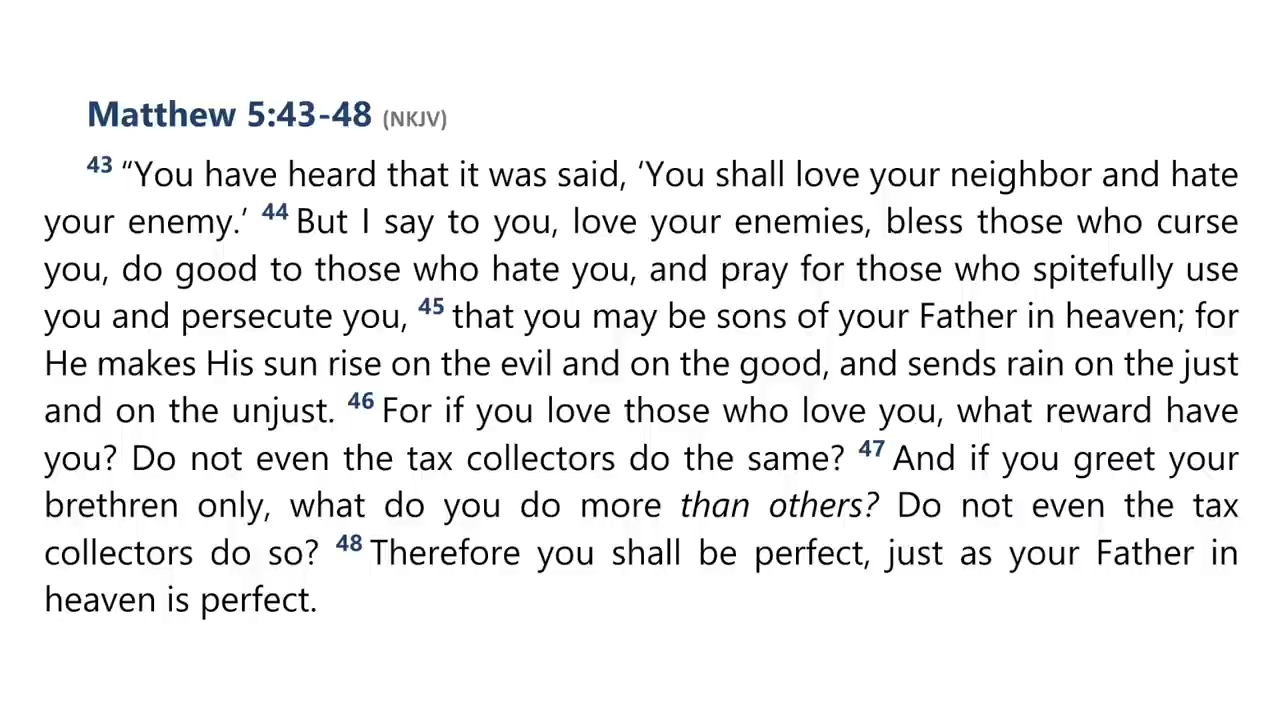 Matthew 5:43-48 (NKJV)
43 “You have heard that it was said, ‘You shall love your neighbor and hate
your enemy.’ 44 But I say to you, love your enemies, bless those who curse
you, do good to those who hate you, and pray for those who spitefully use
you and persecute you, 45 that you may be sons of your Father in heaven; for
He makes His sun rise on the evil and on the good, and sends rain on the just
and on the unjust. 46 For if you love those who love you, what reward have
you? Do not even the tax collectors do the same? 47 And if you greet your
brethren only, what do you do more than others? Do not even the tax
collectors do so? 48 Therefore you shall be perfect, just as your Father in
heaven is perfect.